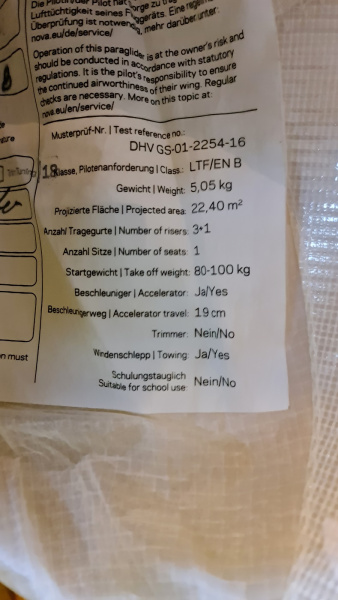 Die Pilotin/der Pilot hat
Lufttüchtigkeit seines
Überprüfung ist notwendig, mehr darüber unter:
nova.eu/de/service/
Operation of this paraglider is at the owner's risk and
should be conducted in accordance with statutory
regulations. It is the pilot's responsibility to ensure
the continued airworthiness of their wing. Regular
checks are necessary. More on this topic at:
nova.eu/en/service/
Musterprüf-Nr. | Test reference no.:
DHV GS-01-2254-16
Klasse, Pilotenanforderung | Class.: LTF/EN B
Gewicht | Weight: 5,05 kg
Projizierte Fläche | Projected area: 22,40 m²
Anzahl Tragegurte | Number of risers: 3+1
Anzahl Sitze | Number of seats: 1
Startgewicht | Take off weight: 80-100 kg
Beschleuniger | Accelerator: Ja/Yes
Beschleunigerweg | Accelerator travel: 19 cm
Trimmer: Nein/No
Windenschlepp | Towing: Ja/Yes
Schulungstauglich
Suitable for school use: Nein/No
18
n must